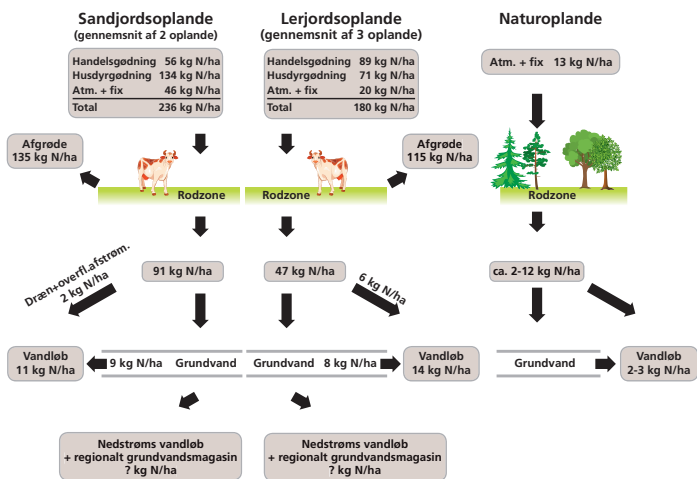 Sandjordsoplande
(gennemsnit af 2 oplande)
Handelsgødning 56 kg N/ha
Husdyrgødning 134 kg N/ha
Atm. + fix 46 kg N/ha
Total 236 kg N/ha
Afgrøde
135 kg N/ha
Rodzone
91 kg N/ha
Dræn+overfl.afstrøm.
2 kg N/ha
Vandløb
11 kg N/ha
9 kg N/ha Grundvand
Nedstrøms vandløb
+ regionalt grundvandsmagasin
? kg N/ha
Lerjordsoplande
(gennemsnit af 3 oplande)
Handelsgødning 89 kg N/ha
Husdyrgødning 71 kg N/ha
Atm. + fix 20 kg N/ha
Total 180 kg N/ha
Afgrøde
115 kg N/ha
Rodzone
47 kg N/ha
6 kg N/ha
Grundvand 8 kg N/ha
Vandløb
14 kg N/ha
Nedstrøms vandløb
+ regionalt grundvandsmagasin
? kg N/ha
Naturoplande
Atm. + fix 13 kg N/ha
Rodzone
ca. 2-12 kg N/ha
Grundvand
Vandløb
2-3 kg N/ha